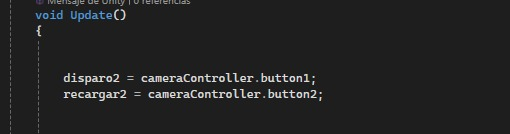 Mensaje de Unity | 0 referencias
void Update()
{
disparo2 = cameraController.button1;
recargar2 = cameraController.button2;